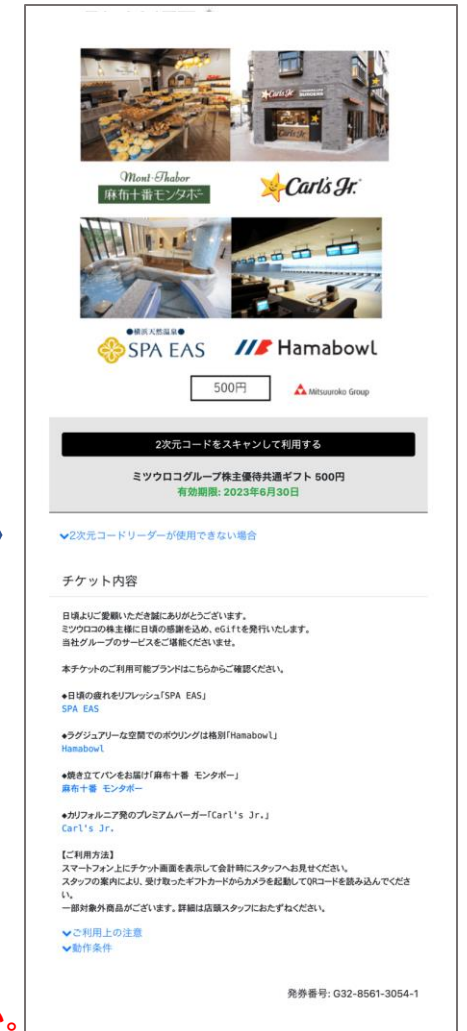 Mont-Thabor
麻布十番モンタボー
Carl's Jr.
●横浜天然温泉●
SPA EAS
Hamabowl
500円
Mitsuuroko Group
2次元コードをスキャンして利用する
ミツウロコグループ株主優待共通ギフト 500円
有効期限: 2023年6月30日
2次元コードリーダーが使用できない場合
チケット内容
日頃よりご愛顧いただき誠にありがとうございます。
ミツウロコの株主様に日頃の感謝を込め、eGiftを発行いたします。
当社グループのサービスをご堪能くださいませ。
本チケットのご利用可能ブランドはこちらからご確認ください。
◆日頃の疲れをリフレッシュ「SPA EAS」
SPA EAS
◆ラグジュアリーな空間でのボウリングは格別「Hamabowl」
Hamabowl
◆焼き立てパンをお届け「麻布十番 モンタボー」
麻布十番 モンタボー
◆カリフォルニア発のプレミアムバーガー「Carl's Jr.」
Carl's Jr.
【ご利用方法】
スマートフォン上にチケット画面を表示して会計時にスタッフへお見せください。
スタッフの案内により、受け取ったギフトカードからカメラを起動してQRコードを読み込んでくださ
い。
一部対象外商品がございます。詳細は店頭スタッフにおたずねください。
ご利用上の注意
動作条件
発券番号: G32-8561-3054-1
い。